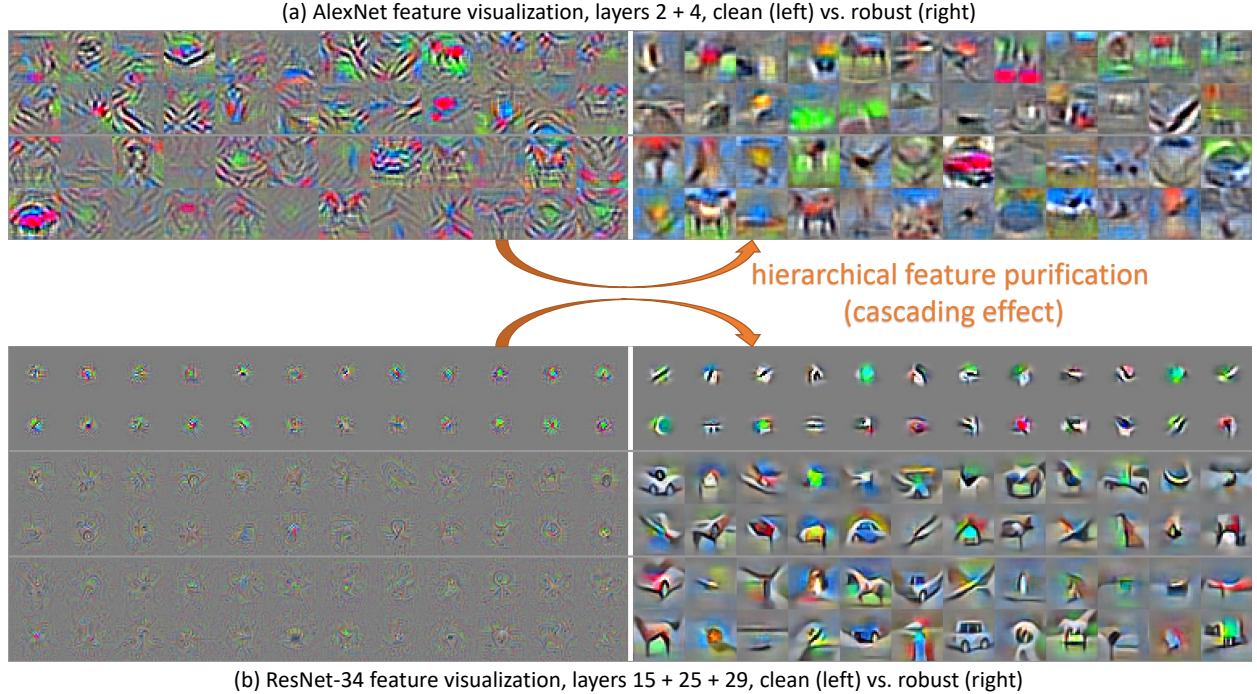 (a) AlexNet feature visualization, layers 2 + 4, clean (left) vs. robust (right)
hierarchical feature purification
(cascading effect)
(b) ResNet-34 feature visualization, layers 15 + 25 + 29, clean (left) vs. robust (right)